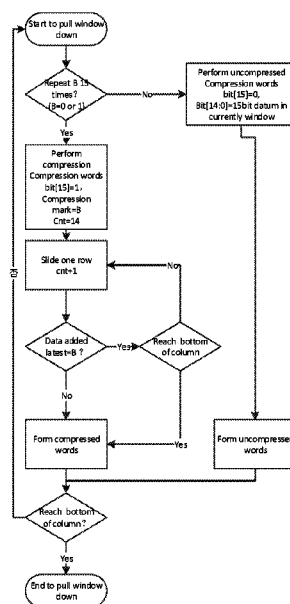 Start to pull window
down
Repeat B 15
times?
(B=0 or 1)
No
Perform uncompressed
Compression words
bit[15]=0,
Bit[14:0]=15bit datum in
currently window
Yes
Perform
compression
Compression words
bit[15]=1,
Compression
mark=B
Cnt=14
No
Slide one row
cnt+1
Data added
latest=B ?
Yes
Reach bottom
of column
No
Yes
Form compressed
words
Form uncompressed
words
Reach bottom
of column?
Yes
End to pull window
down